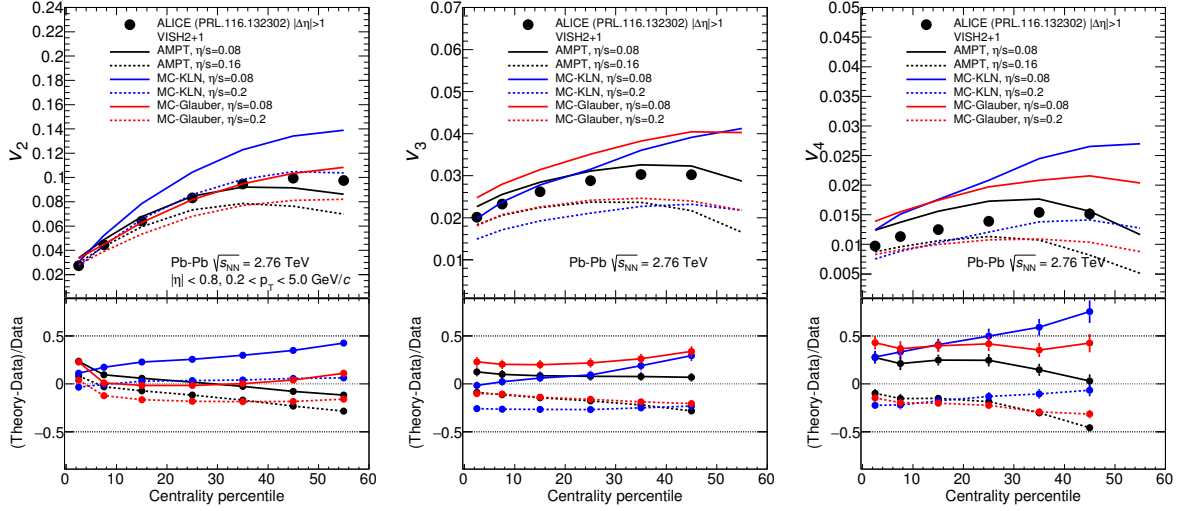 ALICE (PRL.116.132302) |Δη|>1
VISH2+1
AMPT, η/s=0.08
AMPT, η/s=0.16
MC-KLN, η/s=0.08
MC-KLN, η/s=0.2
MC-Glauber, η/s=0.08
MC-Glauber, η/s=0.2
v2
0.2
0.18
0.16
0.14
0.12
0.1
0.08
0.06
0.04
0.02
Pb-Pb √sNN = 2.76 TeV
|η| < 0.8, 0.2 < pT < 5.0 GeV/c
(Theory-Data)/Data
0.5
0
−0.5
0 10 20 30 40 50 60
Centrality percentile
ALICE (PRL.116.132302) |Δη|>1
VISH2+1
AMPT, η/s=0.08
AMPT, η/s=0.16
MC-KLN, η/s=0.08
MC-KLN, η/s=0.2
MC-Glauber, η/s=0.08
MC-Glauber, η/s=0.2
v3
0.06
0.05
0.04
0.03
0.02
0.01
0
Pb-Pb √sNN = 2.76 TeV
(Theory-Data)/Data
0.5
0
−0.5
0 10 20 30 40 50 60
Centrality percentile
ALICE (PRL.116.132302) |Δη|>1
VISH2+1
AMPT, η/s=0.08
AMPT, η/s=0.16
MC-KLN, η/s=0.08
MC-KLN, η/s=0.2
MC-Glauber, η/s=0.08
MC-Glauber, η/s=0.2
v4
0.05
0.045
0.04
0.035
0.03
0.025
0.02
0.015
0.01
0.005
0
Pb-Pb √sNN = 2.76 TeV
(Theory-Data)/Data
0.5
0
−0.5
0 10 20 30 40 50 60
Centrality percentile